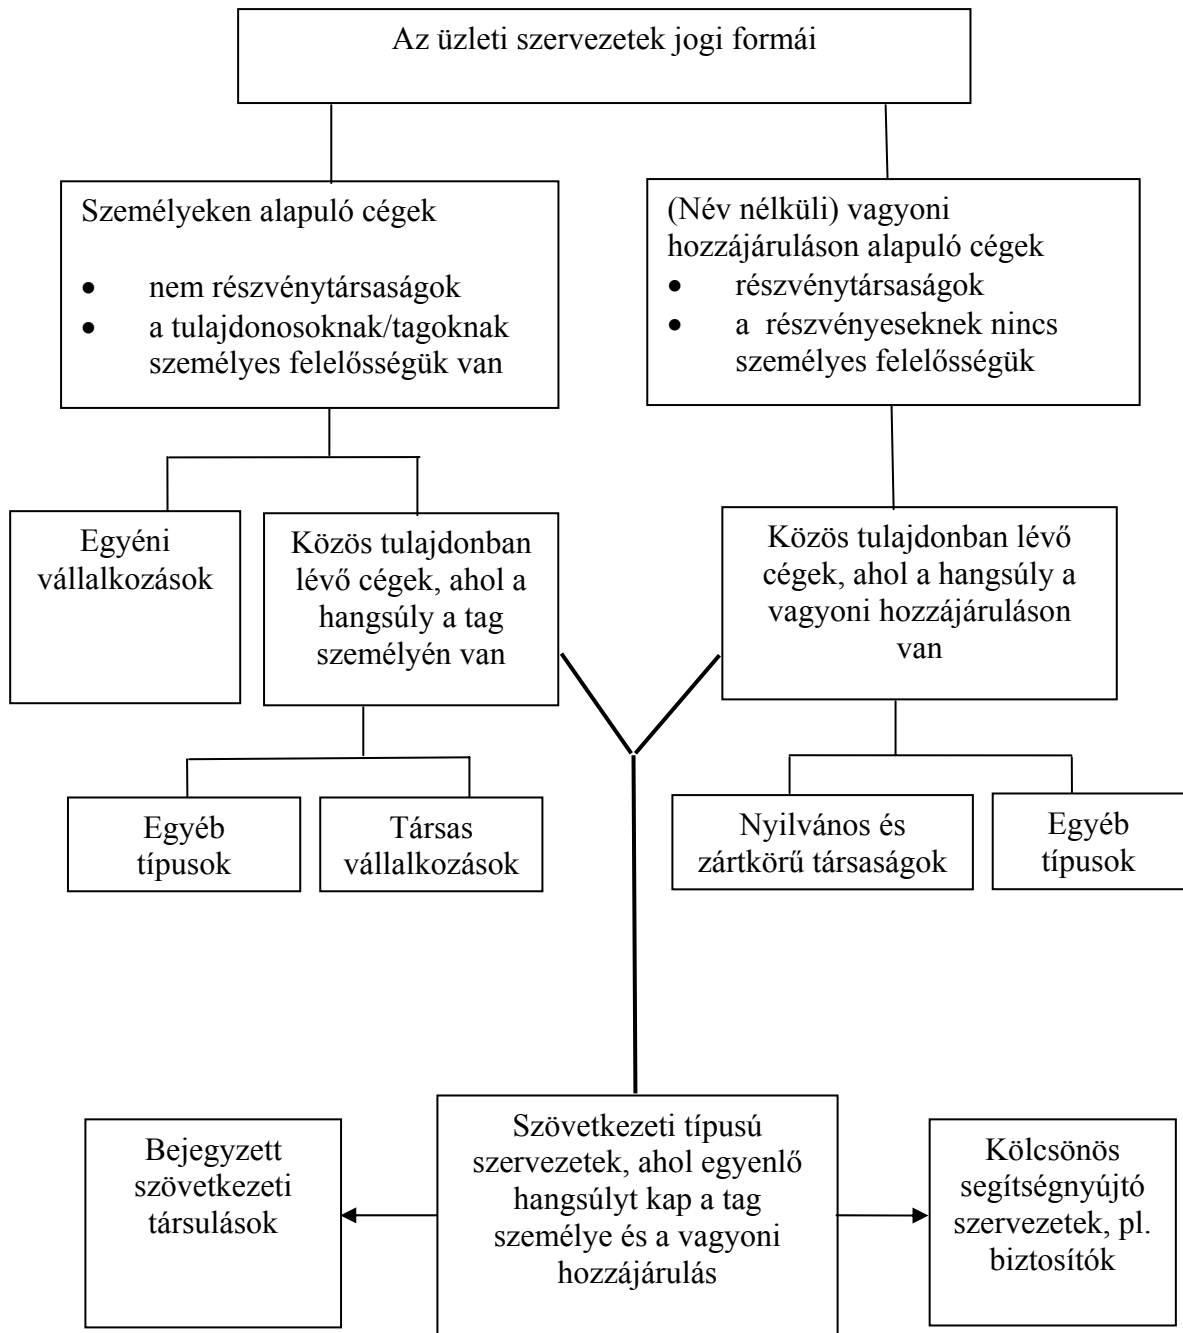 Az üzleti szervezetek jogi formái
Személyeken alapuló cégek
• nem részvénytársaságok
• a tulajdonosoknak/tagoknak
személyes felelősségük van
(Név nélküli) vagyoni
hozzájáruláson alapuló cégek
• részvénytársaságok
• a részvényeseknek nincs
személyes felelősségük
Egyéni
vállalkozások
Közös tulajdonban
lévő cégek, ahol a
hangsúly a tag
személyén van
Közös tulajdonban lévő
cégek, ahol a hangsúly a
vagyoni hozzájáruláson
van
Egyéb
típusok
Társas
vállalkozások
Nyilvános és
zártkörű társaságok
Egyéb
típusok
Bejegyzett
szövetkezeti
társulások
Szövetkezeti típusú
szervezetek, ahol egyenlő
hangsúlyt kap a tag
személye és a vagyoni
hozzájárulás
Kölcsönös
segítségnyújtó
szervezetek, pl.
biztosítók